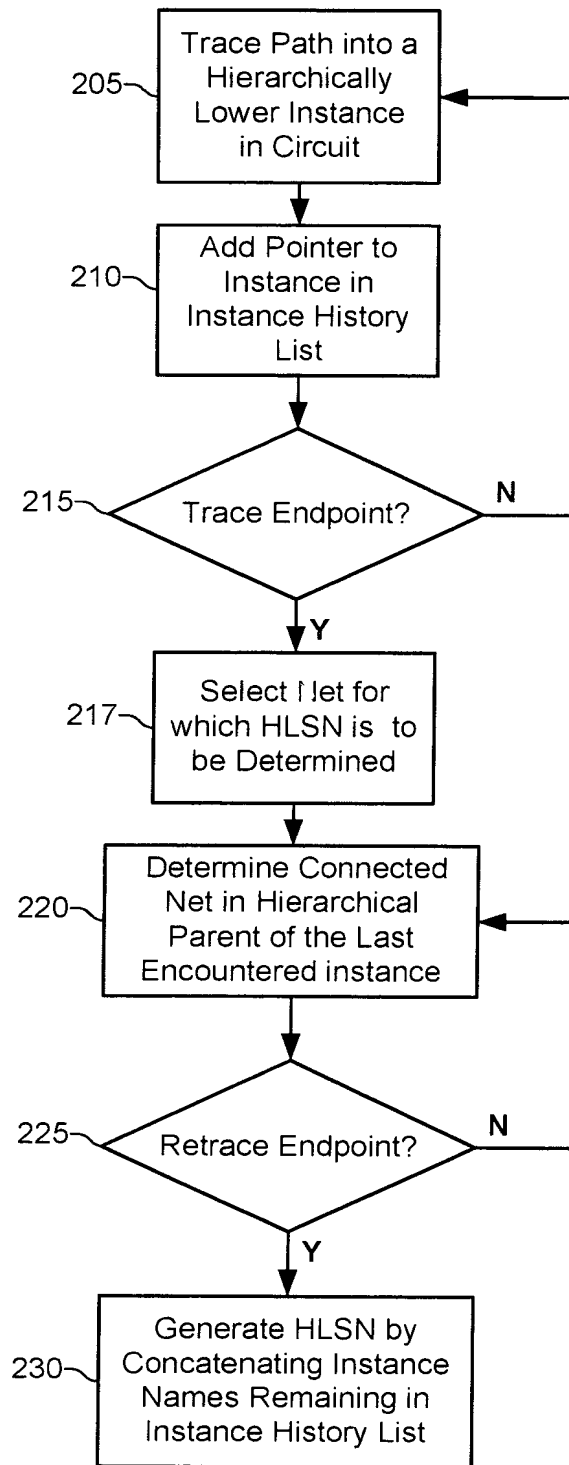 205
Trace Path into a
Hierarchically
Lower Instance
in Circuit
210
Add Pointer to
Instance in
Instance History
List
215
Trace Endpoint?
N
Y
217
Select Net for
which HLSN is to
be Determined
220
Determine Connected
Net in Hierarchical
Parent of the Last
Encountered instance
225
Retrace Endpoint?
N
Y
230
Generate HLSN by
Concatenating Instance
Names Remaining in
Instance History List